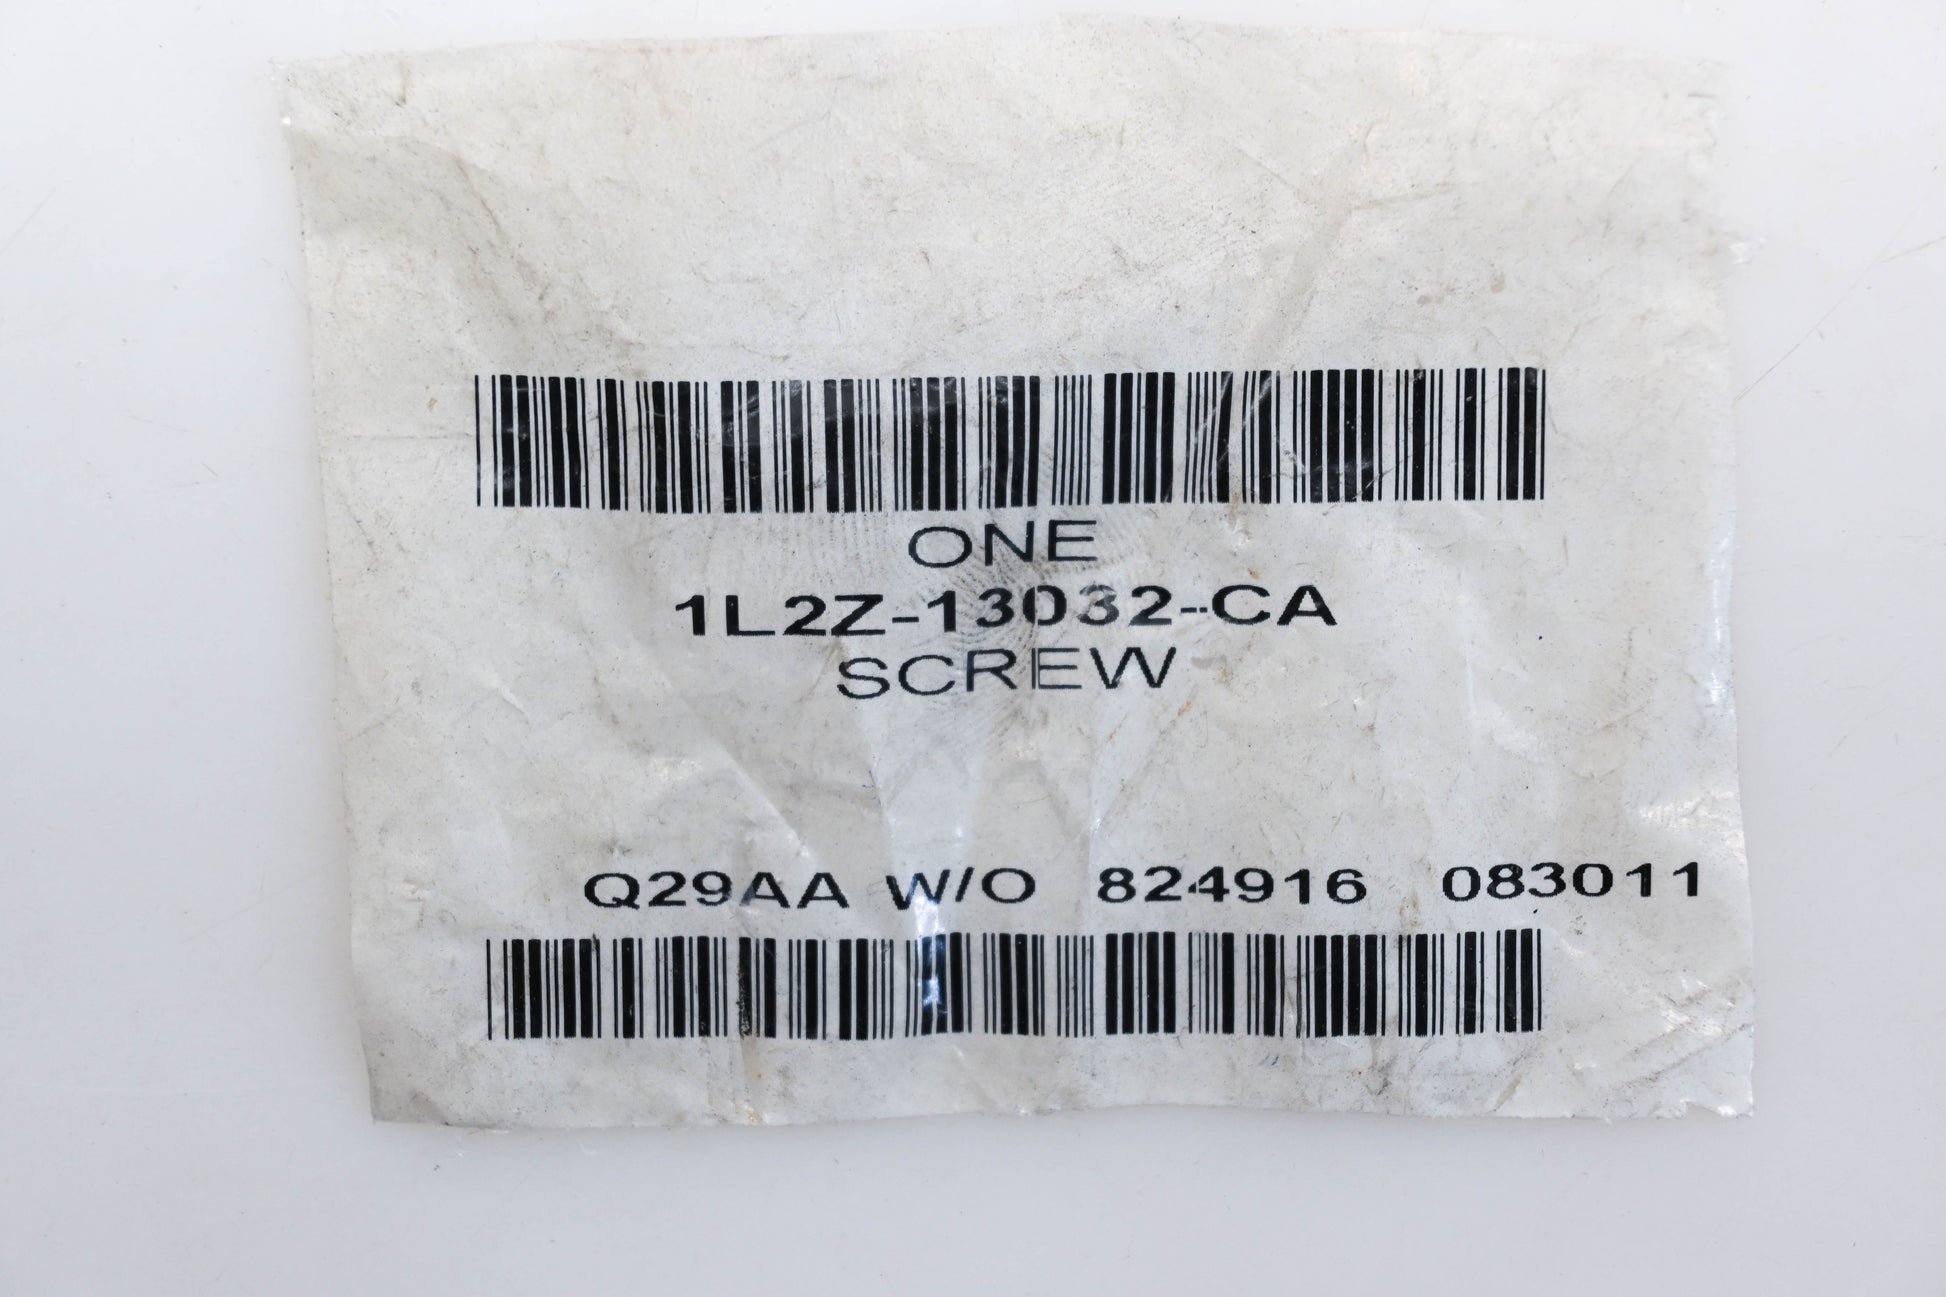 ONE
1L2Z-13032-CA
SCREW
Q29AA W/O 824916 083011